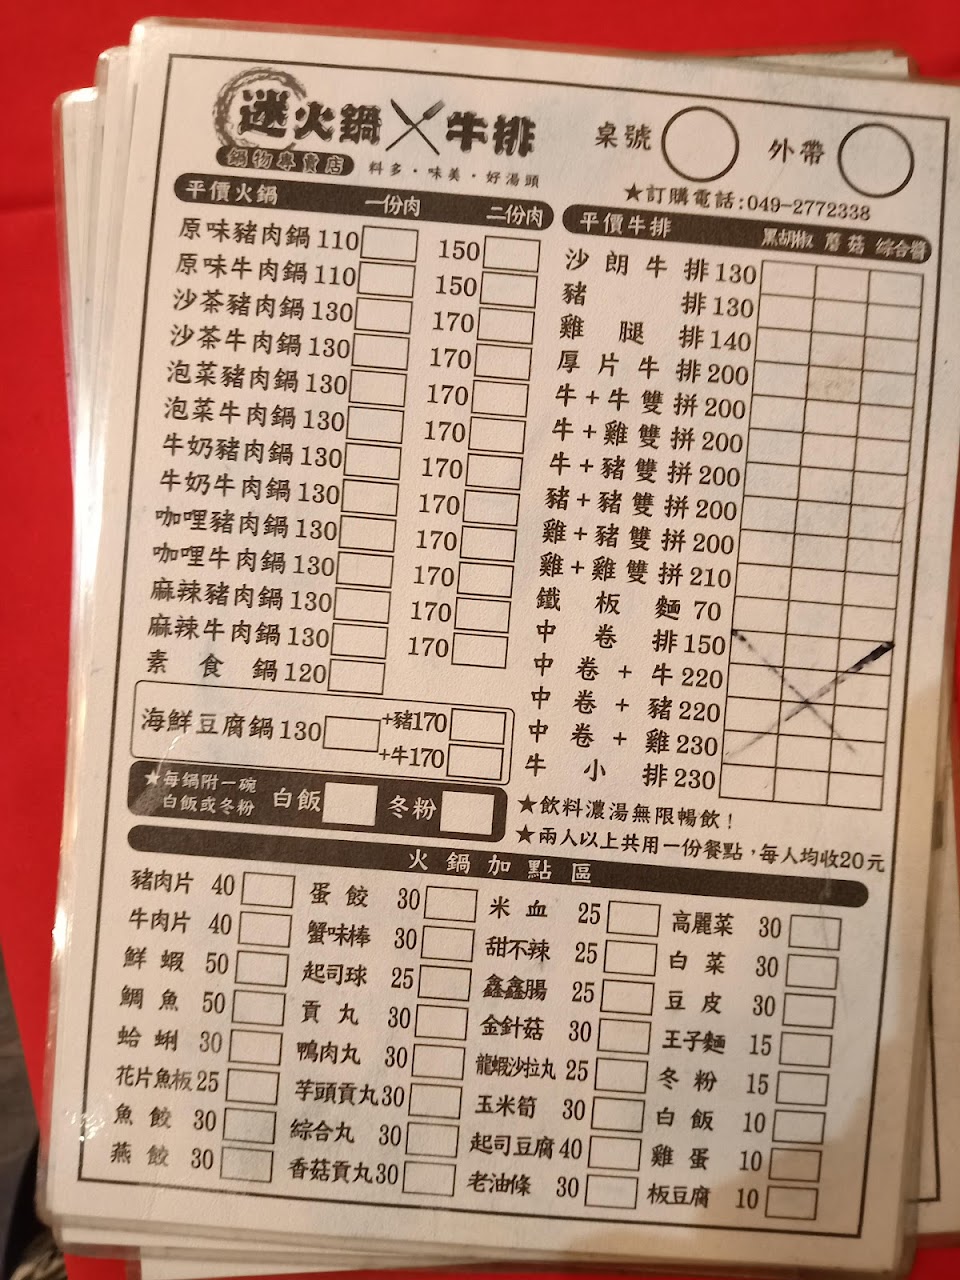 迷火鍋 牛排
鍋物專賣店
料多·味美·好湯頭
桌號
外帶
★訂購電話:049-2772338
平價火鍋 一份肉 二份肉
原味豬肉鍋 110 150
原味牛肉鍋 110 150
沙茶豬肉鍋 130 170
沙茶牛肉鍋 130 170
泡菜豬肉鍋 130 170
泡菜牛肉鍋 130 170
牛奶豬肉鍋 130 170
牛奶牛肉鍋 130 170
咖哩豬肉鍋 130 170
咖哩牛肉鍋 130 170
麻辣豬肉鍋 130 170
麻辣牛肉鍋 130 170
素食鍋 120
海鮮豆腐鍋 130 +豬170
+牛170
★每鍋附一碗
白飯或冬粉
白飯 冬粉
平價牛排 黑胡椒 蘑菇 綜合醬
沙朗牛排 130
豬排 130
雞腿排 140
厚片牛排 200
牛+牛雙拼 200
牛+雞雙拼 200
牛+豬雙拼 200
豬+豬雙拼 200
雞+豬雙拼 200
雞+雞雙拼 210
鐵板麵 70
中卷排 150
中卷+牛 220
中卷+豬 220
中卷+雞 230
牛小排 230
★飲料濃湯無限暢飲!
★兩人以上共用一份餐點,每人均收20元
火鍋加點區
豬肉片 40
牛肉片 40
鮮蝦 50
鯛魚 50
蛤蜊 30
花片魚板 25
魚餃 30
燕餃 30
蛋餃 30
蟹味棒 30
起司球 25
貢丸 30
鴨肉丸 30
芋頭貢丸 30
綜合丸 30
香菇貢丸 30
米血 25
甜不辣 25
鑫鑫腸 25
金針菇 30
龍蝦沙拉丸 25
玉米筍 30
起司豆腐 40
老油條 30
高麗菜 30
白菜 30
豆皮 30
王子麵 15
冬粉 15
白飯 10
雞蛋 10
板豆腐 10